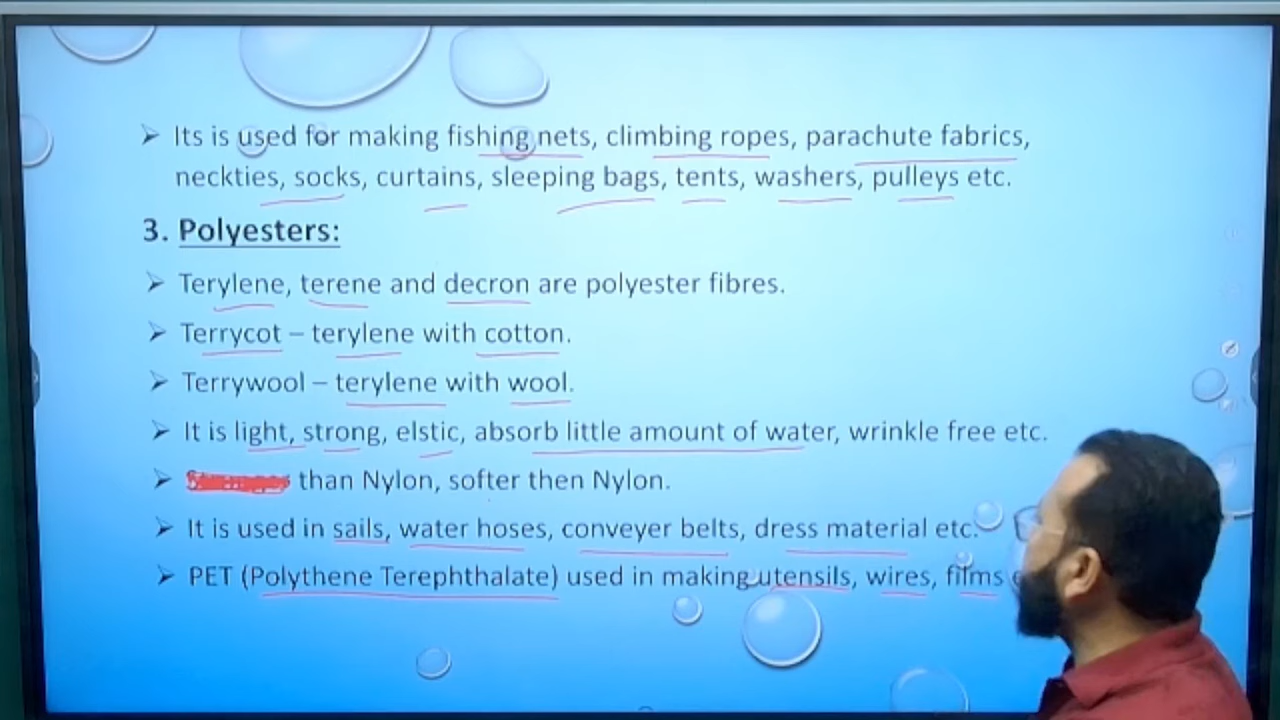 Its is used for making fishing nets, climbing ropes, parachute fabrics,
neckties, socks, curtains, sleeping bags, tents, washers, pulleys etc.
3. Polyesters:
Terylene, terene and decron are polyester fibres.
Terrycot – terylene with cotton.
Terrywool – terylene with wool.
It is light, strong, elstic, absorb little amount of water, wrinkle free etc.
than Nylon, softer then Nylon.
It is used in sails, water hoses, conveyer belts, dress material etc.
PET (Polythene Terephthalate) used in making utensils, wires, films